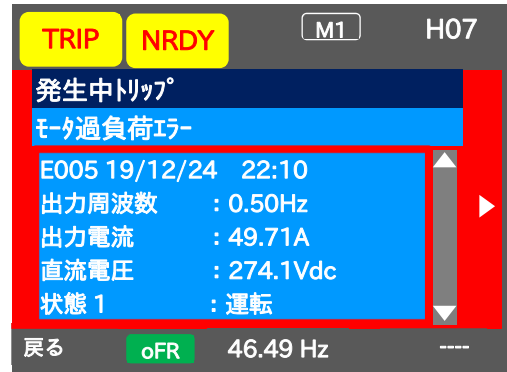 TRIP NRDY M1 H07
発生中ﾄﾘｯﾌﾟ
ﾓｰﾀ過負荷ｴﾗｰ
E005 19/12/24 22:10
出力周波数 : 0.50Hz
出力電流 : 49.71A
直流電圧 : 274.1Vdc
状態 1 : 運転
戻る oFR 46.49 Hz ----